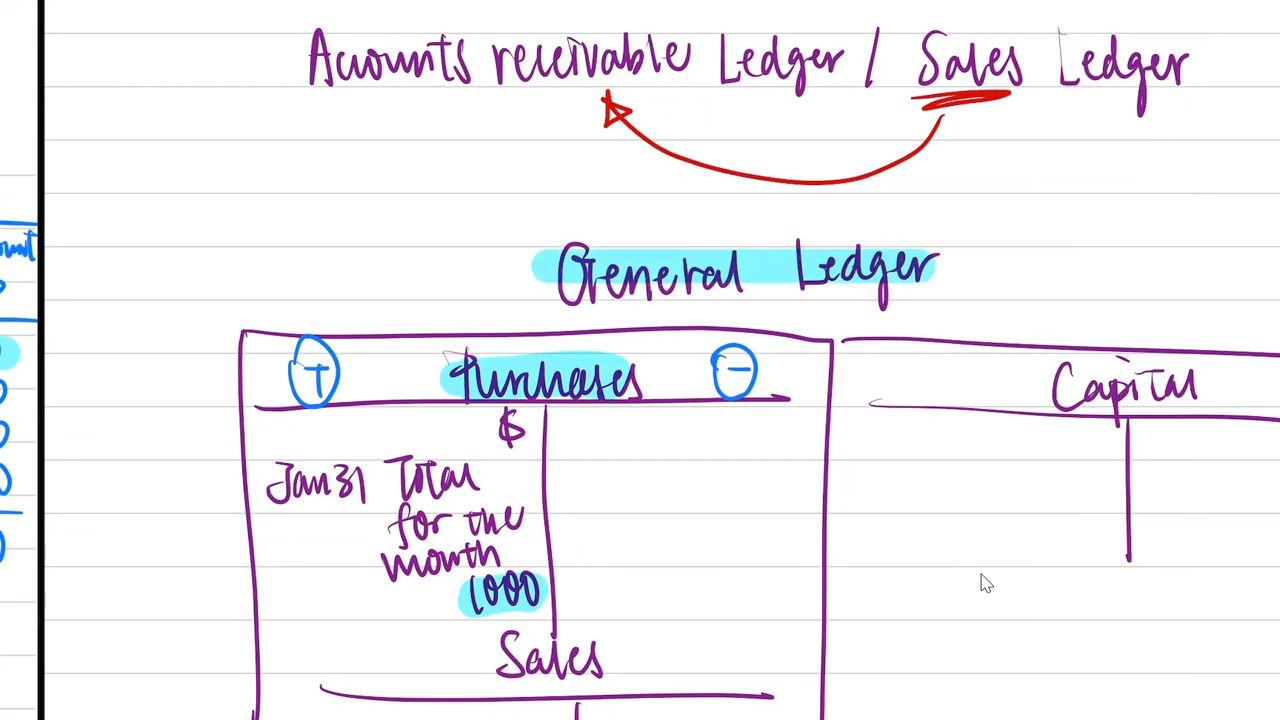 Accounts receivable Ledger / Sales Ledger
General Ledger
+ Purchases -
Capital
$
Jan 31 Total
for the
month
1000
Sales